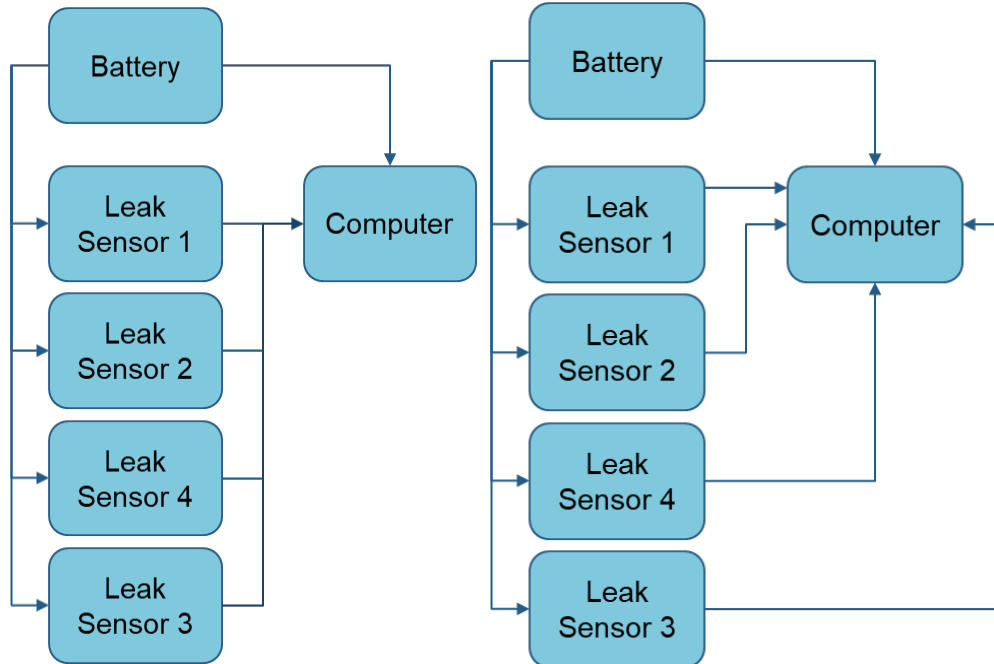 Battery
Leak
Sensor 1
Computer
Leak
Sensor 2
Leak
Sensor 4
Leak
Sensor 3
Battery
Leak
Sensor 1
Computer
Leak
Sensor 2
Leak
Sensor 4
Leak
Sensor 3